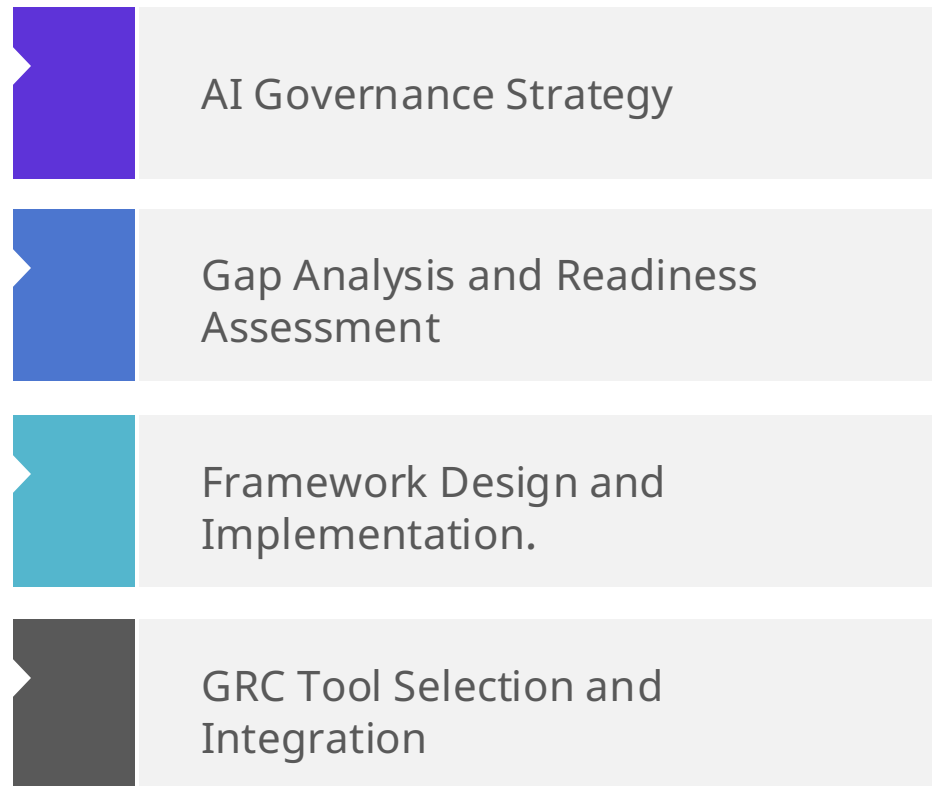 AI Governance Strategy
Gap Analysis and Readiness
Assessment
Framework Design and
Implementation.
GRC Tool Selection and
Integration